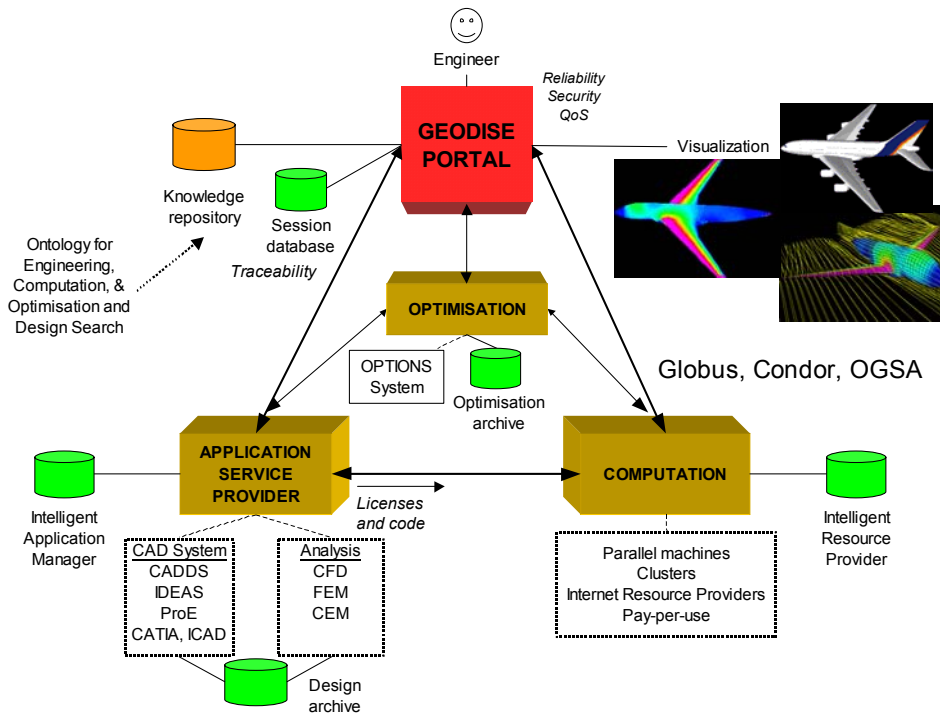 Engineer
Reliability
Security
QoS
GEODISE
PORTAL
Visualization
Knowledge
repository
Session
database
Traceability
Ontology for
Engineering,
Computation, &
Optimisation and
Design Search
OPTIMISATION
OPTIONS
System
Optimisation
archive
Globus, Condor, OGSA
APPLICATION
SERVICE
PROVIDER
COMPUTATION
Licenses
and code
Intelligent
Application
Manager
Intelligent
Resource
Provider
CAD System
CADDS
IDEAS
ProE
CATIA, ICAD
Analysis
CFD
FEM
CEM
Parallel machines
Clusters
Internet Resource Providers
Pay-per-use
Design
archive